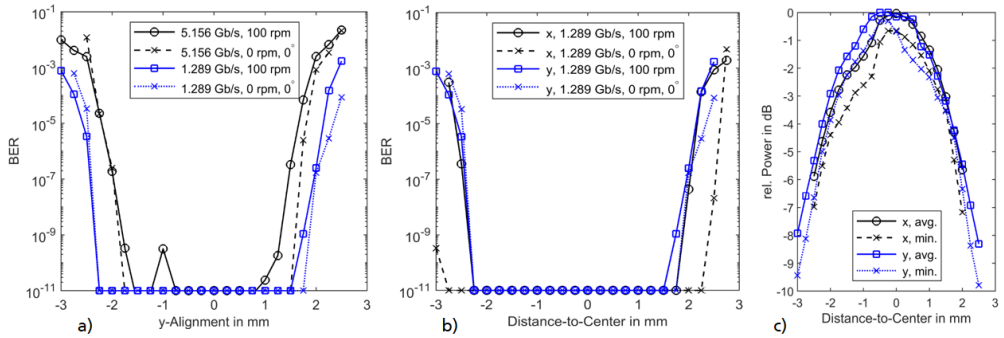 10^-1
10^-3
10^-5
10^-7
10^-9
10^-11
BER
-3 -2 -1 0 1 2 3
y-Alignment in mm
a)
5.156 Gb/s, 100 rpm
5.156 Gb/s, 0 rpm, 0°
1.289 Gb/s, 100 rpm
1.289 Gb/s, 0 rpm, 0°
10^-1
10^-3
10^-5
10^-7
10^-9
10^-11
BER
-3 -2 -1 0 1 2 3
Distance-to-Center in mm
b)
x, 1.289 Gb/s, 100 rpm
x, 1.289 Gb/s, 0 rpm, 0°
y, 1.289 Gb/s, 100 rpm
y, 1.289 Gb/s, 0 rpm, 0°
0
-1
-2
-3
-4
-5
-6
-7
-8
-9
-10
rel. Power in dB
-3 -2 -1 0 1 2 3
Distance-to-Center in mm
c)
x, avg.
x, min.
y, avg.
y, min.